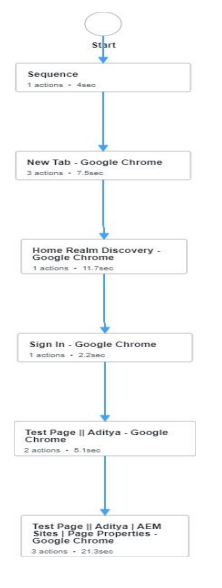 Start
Sequence
1 actions • 4sec
New Tab - Google Chrome
3 actions • 7.5sec
Home Realm Discovery -
Google Chrome
1 actions • 11.7sec
Sign In - Google Chrome
1 actions • 2.2sec
Test Page || Aditya - Google
Chrome
2 actions • 5.1sec
Test Page || Aditya | AEM
Sites | Page Properties -
Google Chrome
3 actions • 21.3sec